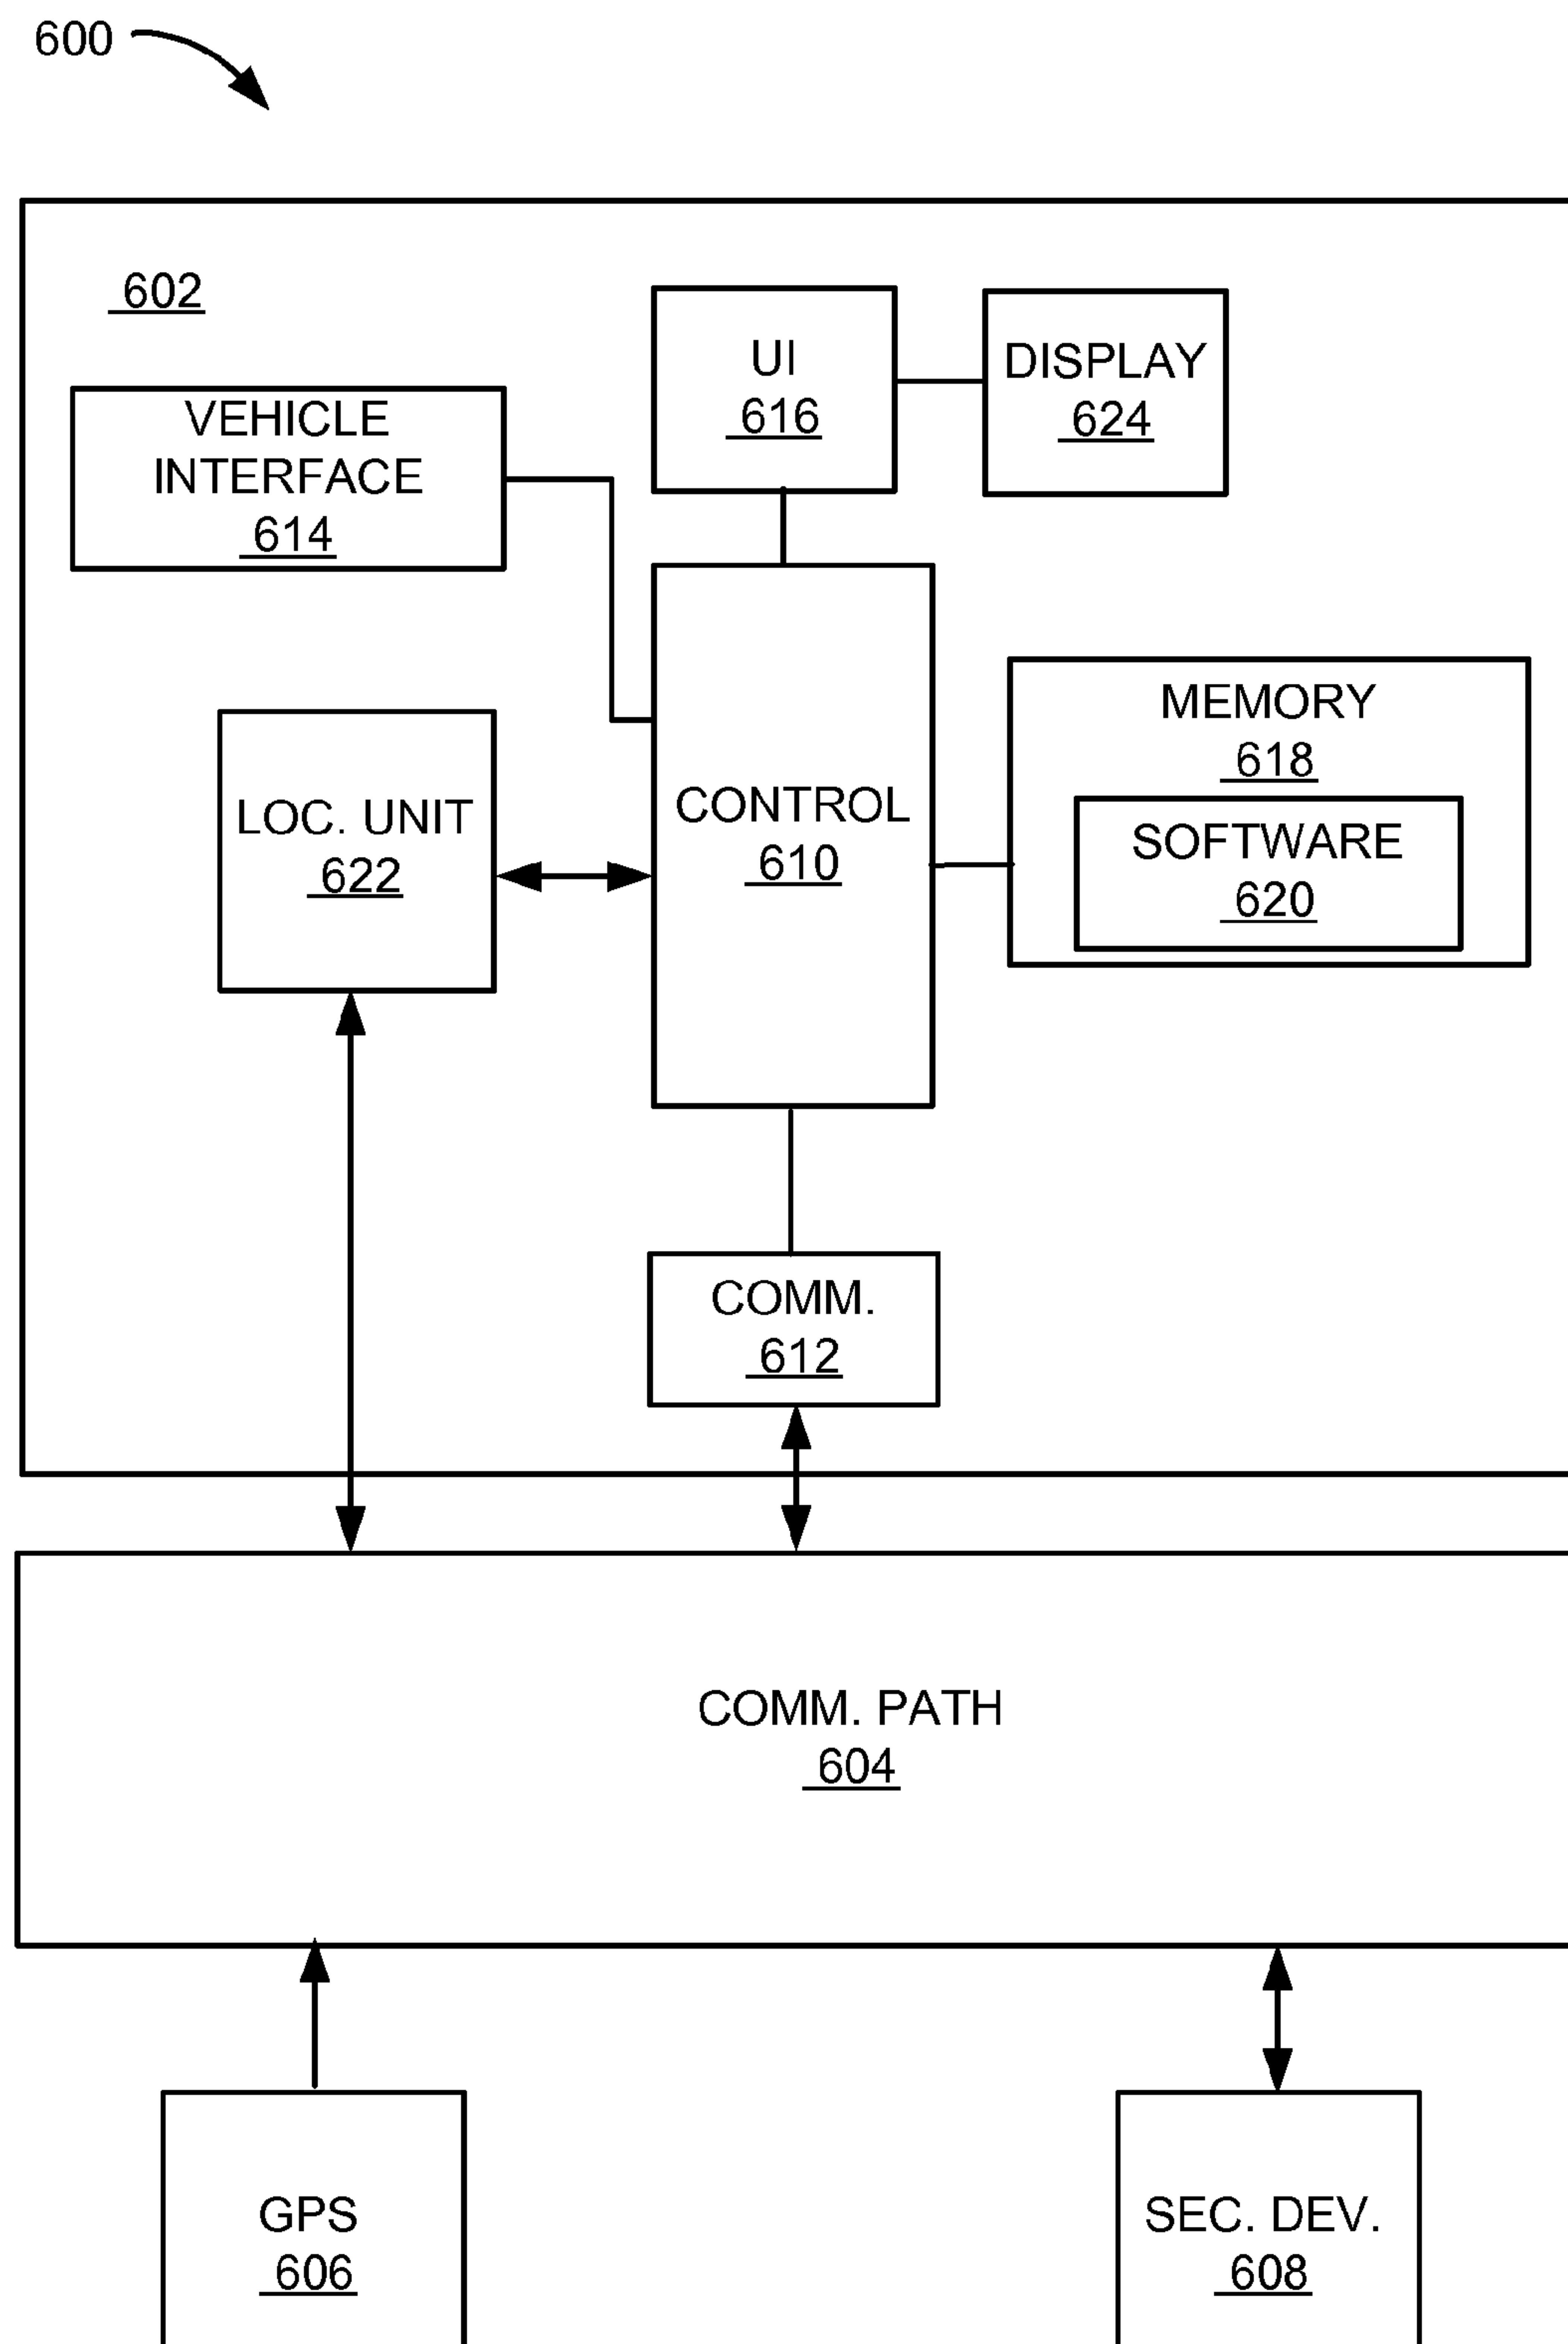 600
602
UI
616
DISPLAY
624
VEHICLE
INTERFACE
614
MEMORY
618
SOFTWARE
620
LOC. UNIT
622
CONTROL
610
COMM.
612
COMM. PATH
604
GPS
606
SEC. DEV.
608